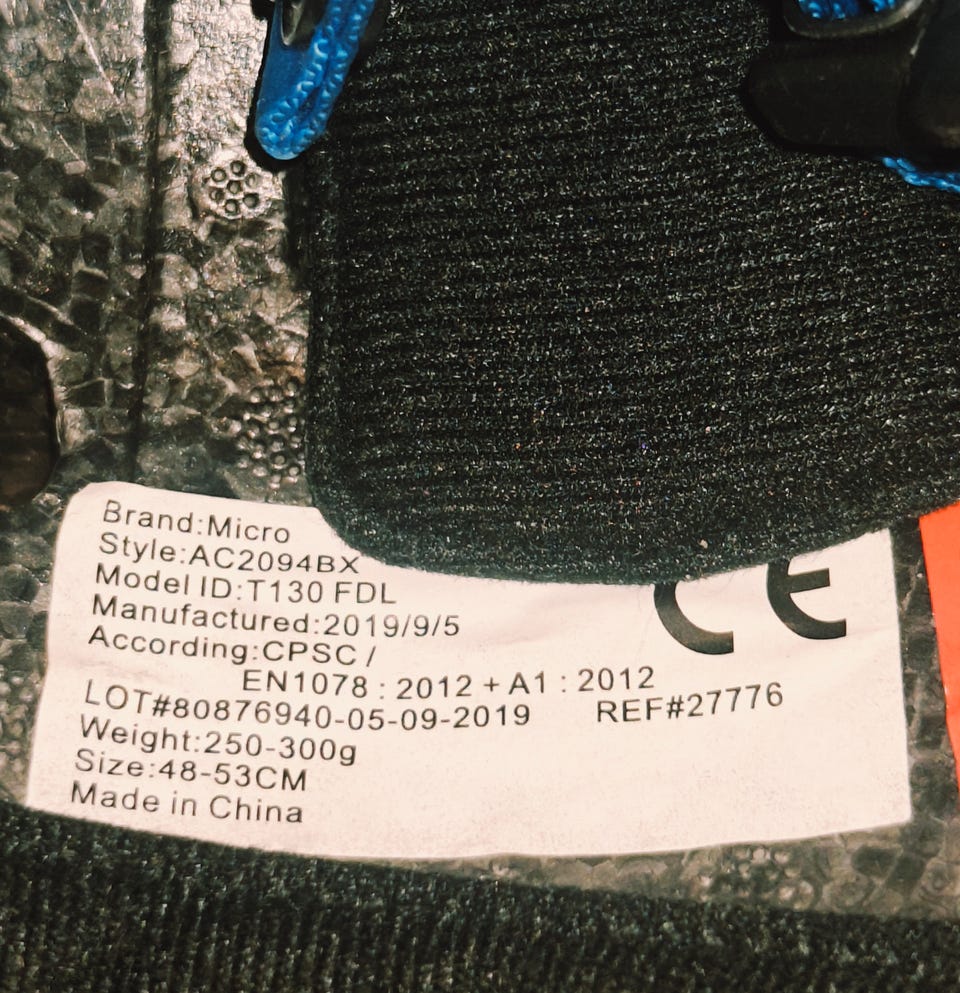 Brand:Micro
Style:AC2094BX
Model ID:T130 FDL
Manufactured:2019/9/5
According:CPSC /
EN1078 : 2012 + A1 : 2012
LOT#80876940-05-09-2019 REF#27776
Weight:250-300g
Size:48-53CM
Made in China
CE